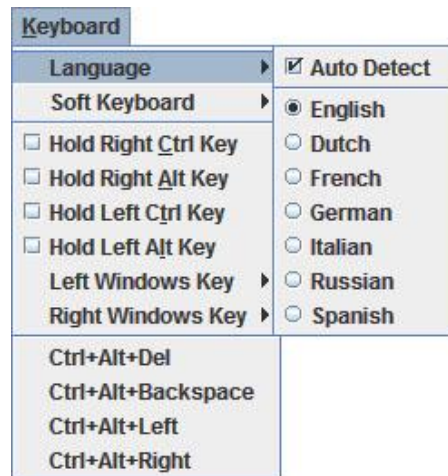 Keyboard
Language
Soft Keyboard
Hold Right Ctrl Key
Hold Right Alt Key
Hold Left Ctrl Key
Hold Left Alt Key
Left Windows Key
Right Windows Key
Ctrl+Alt+Del
Ctrl+Alt+Backspace
Ctrl+Alt+Left
Ctrl+Alt+Right
Auto Detect
English
Dutch
French
German
Italian
Russian
Spanish